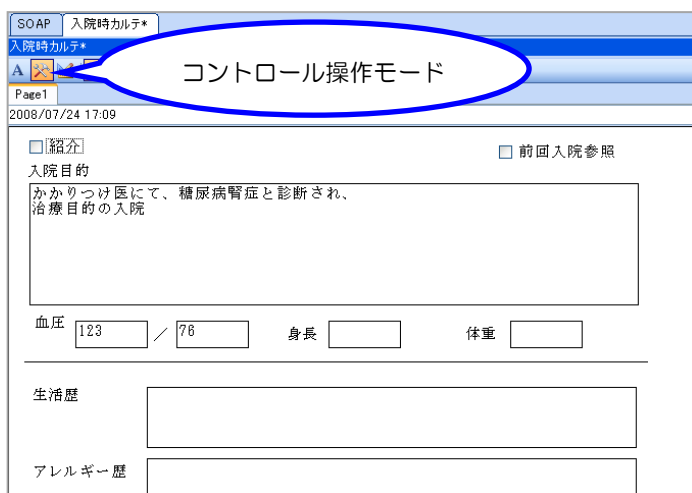 SOAP 入院時カルテ*
入院時カルテ*
A
コントロール操作モード
Page1
2008/07/24 17:09
紹介
前回入院参照
入院目的
かかりつけ医にて、糖尿病腎症と診断され、
治療目的の入院
血圧 123 / 76 身長 体重
生活歴
アレルギー歴